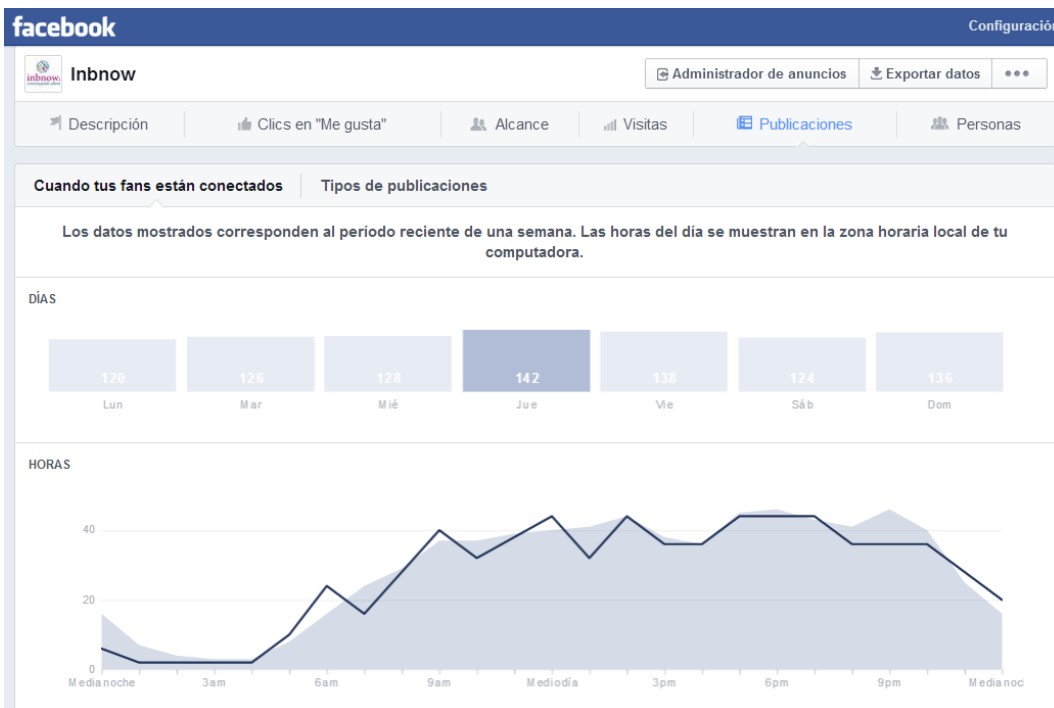 facebook
Configuración
inbnow
Inbnow
Administrador de anuncios
Exportar datos
Descripción
Clics en "Me gusta"
Alcance
Visitas
Publicaciones
Personas
Cuando tus fans están conectados
Tipos de publicaciones
Los datos mostrados corresponden al período reciente de una semana. Las horas del día se muestran en la zona horaria local de tu
computadora.
DÍAS
120 126 128 142 138 124 136
Lun Mar Mié Jue Vie Sáb Dom
HORAS
40
20
0
Medianoche 3am 6am 9am Mediodía 3pm 6pm 9pm Medianoc